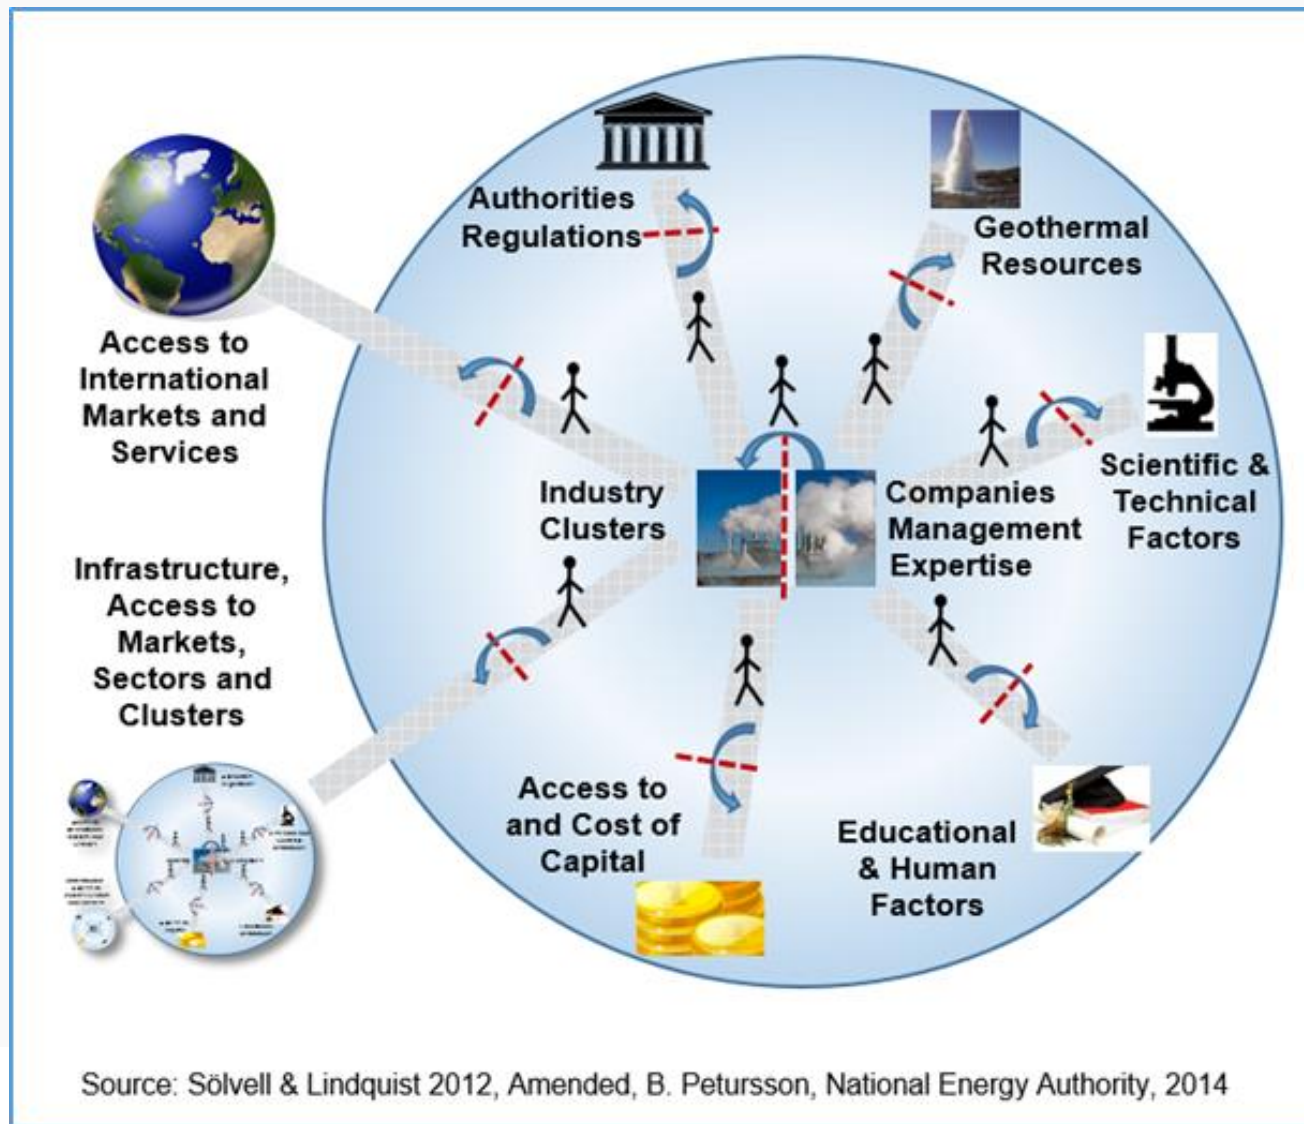 Authorities
Regulations
Geothermal
Resources
Access to
International
Markets and
Services
Scientific &
Technical
Factors
Industry
Clusters
Companies
Management
Expertise
Infrastructure,
Access to
Markets,
Sectors and
Clusters
Access to
and Cost of
Capital
Educational
& Human
Factors
Source: Sölvell & Lindquist 2012, Amended, B. Petursson, National Energy Authority, 2014